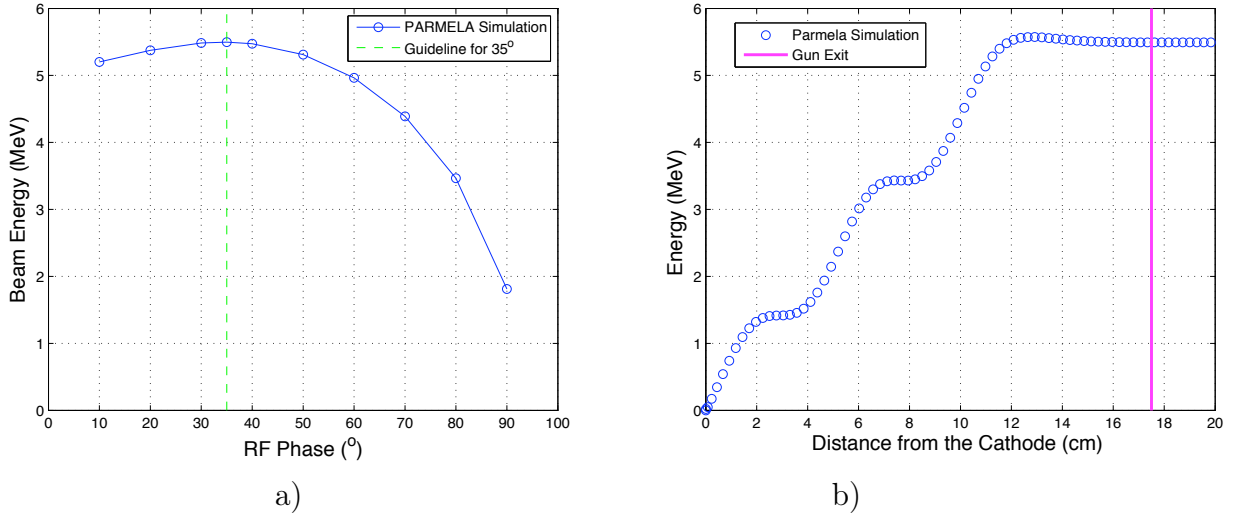 PARMELA Simulation
Guideline for 35o
6
5
4
3
2
1
0
Beam Energy (MeV)
0 10 20 30 40 50 60 70 80 90 100
RF Phase (o)
a)
Parmela Simulation
Gun Exit
6
5
4
3
2
1
0
Energy (MeV)
0 2 4 6 8 10 12 14 16 18 20
Distance from the Cathode (cm)
b)